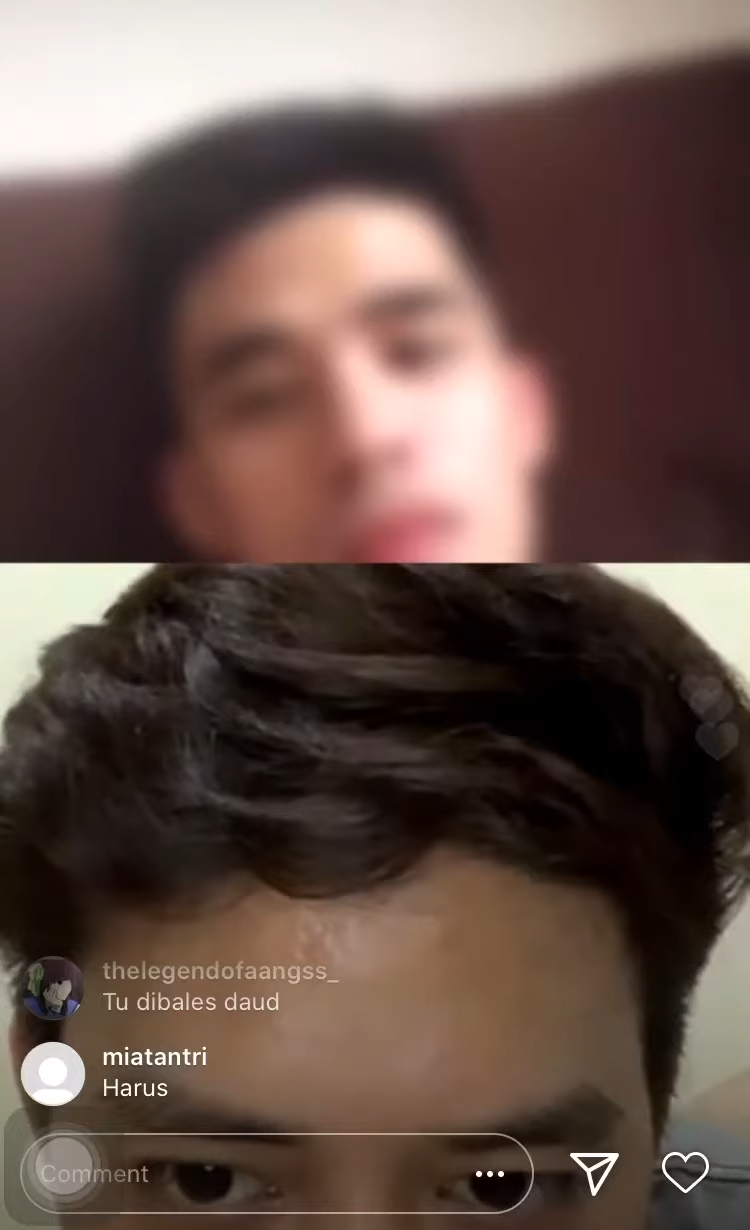 thelegendofaangss_
Tu dibales daud
miatantri
Harus
Comment